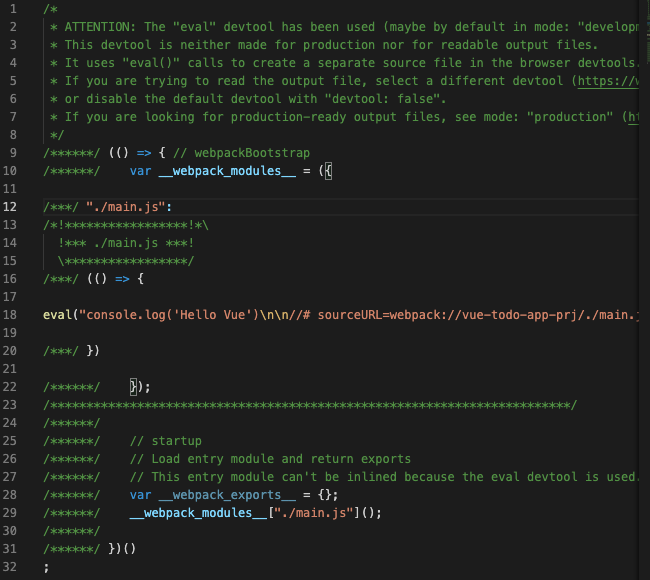 1 /*
2 * ATTENTION: The "eval" devtool has been used (maybe by default in mode: "developm
3 * This devtool is neither made for production nor for readable output files.
4 * It uses "eval()" calls to create a separate source file in the browser devtools.
5 * If you are trying to read the output file, select a different devtool (https://w
6 * or disable the default devtool with "devtool: false".
7 * If you are looking for production-ready output files, see mode: "production" (ht
8 */
9 /******/ (() => { // webpackBootstrap
10 /******/ var __webpack_modules__ = ({
11
12 /***/ "./main.js":
13 /*!*****************!*\
14 !*** ./main.js ***!
15 \*****************/
16 /***/ (() => {
17
18 eval("console.log('Hello Vue')\n\n//# sourceURL=webpack://vue-todo-app-prj/./main.j
19
20 /***/ })
21
22 /******/ });
23 /************************************************************************/
24 /******/
25 /******/ // startup
26 /******/ // Load entry module and return exports
27 /******/ // This entry module can't be inlined because the eval devtool is used.
28 /******/ var __webpack_exports__ = {};
29 /******/ __webpack_modules__["./main.js"]();
30 /******/
31 /******/ })()
32 ;